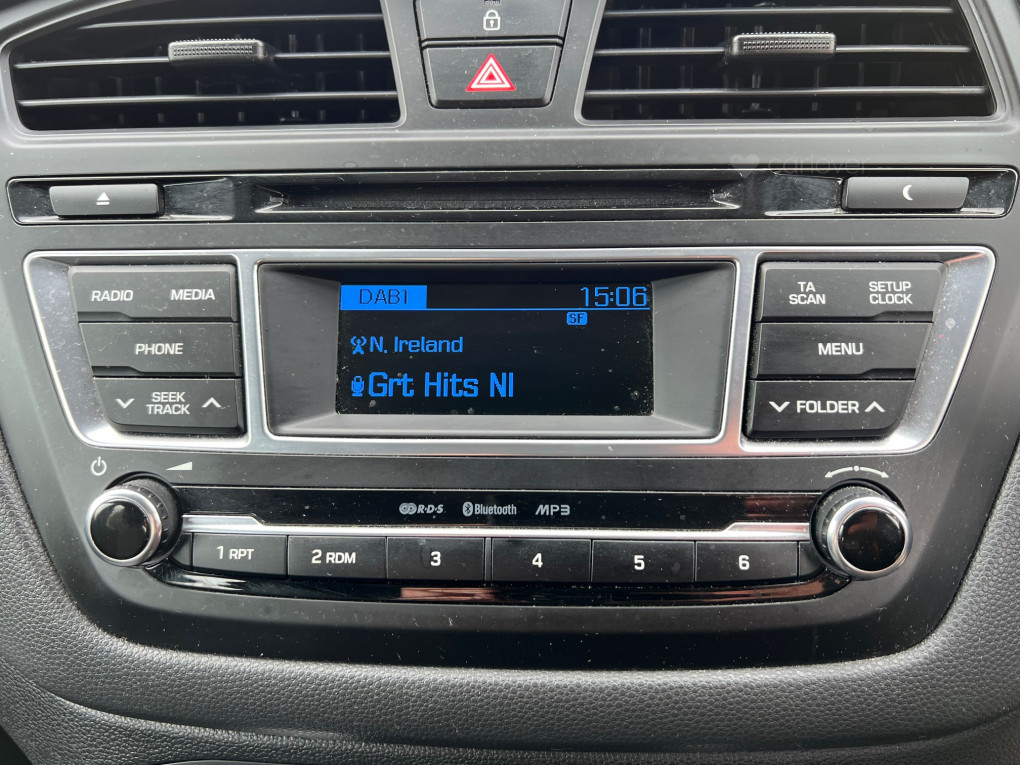 carlover
RADIO MEDIA
PHONE
SEEK
TRACK
DAB1 15:06
SF
N. Ireland
Grt Hits NI
TA
SCAN
SETUP
CLOCK
MENU
FOLDER
R·D·S Bluetooth MP3
1 RPT 2 RDM 3 4 5 6